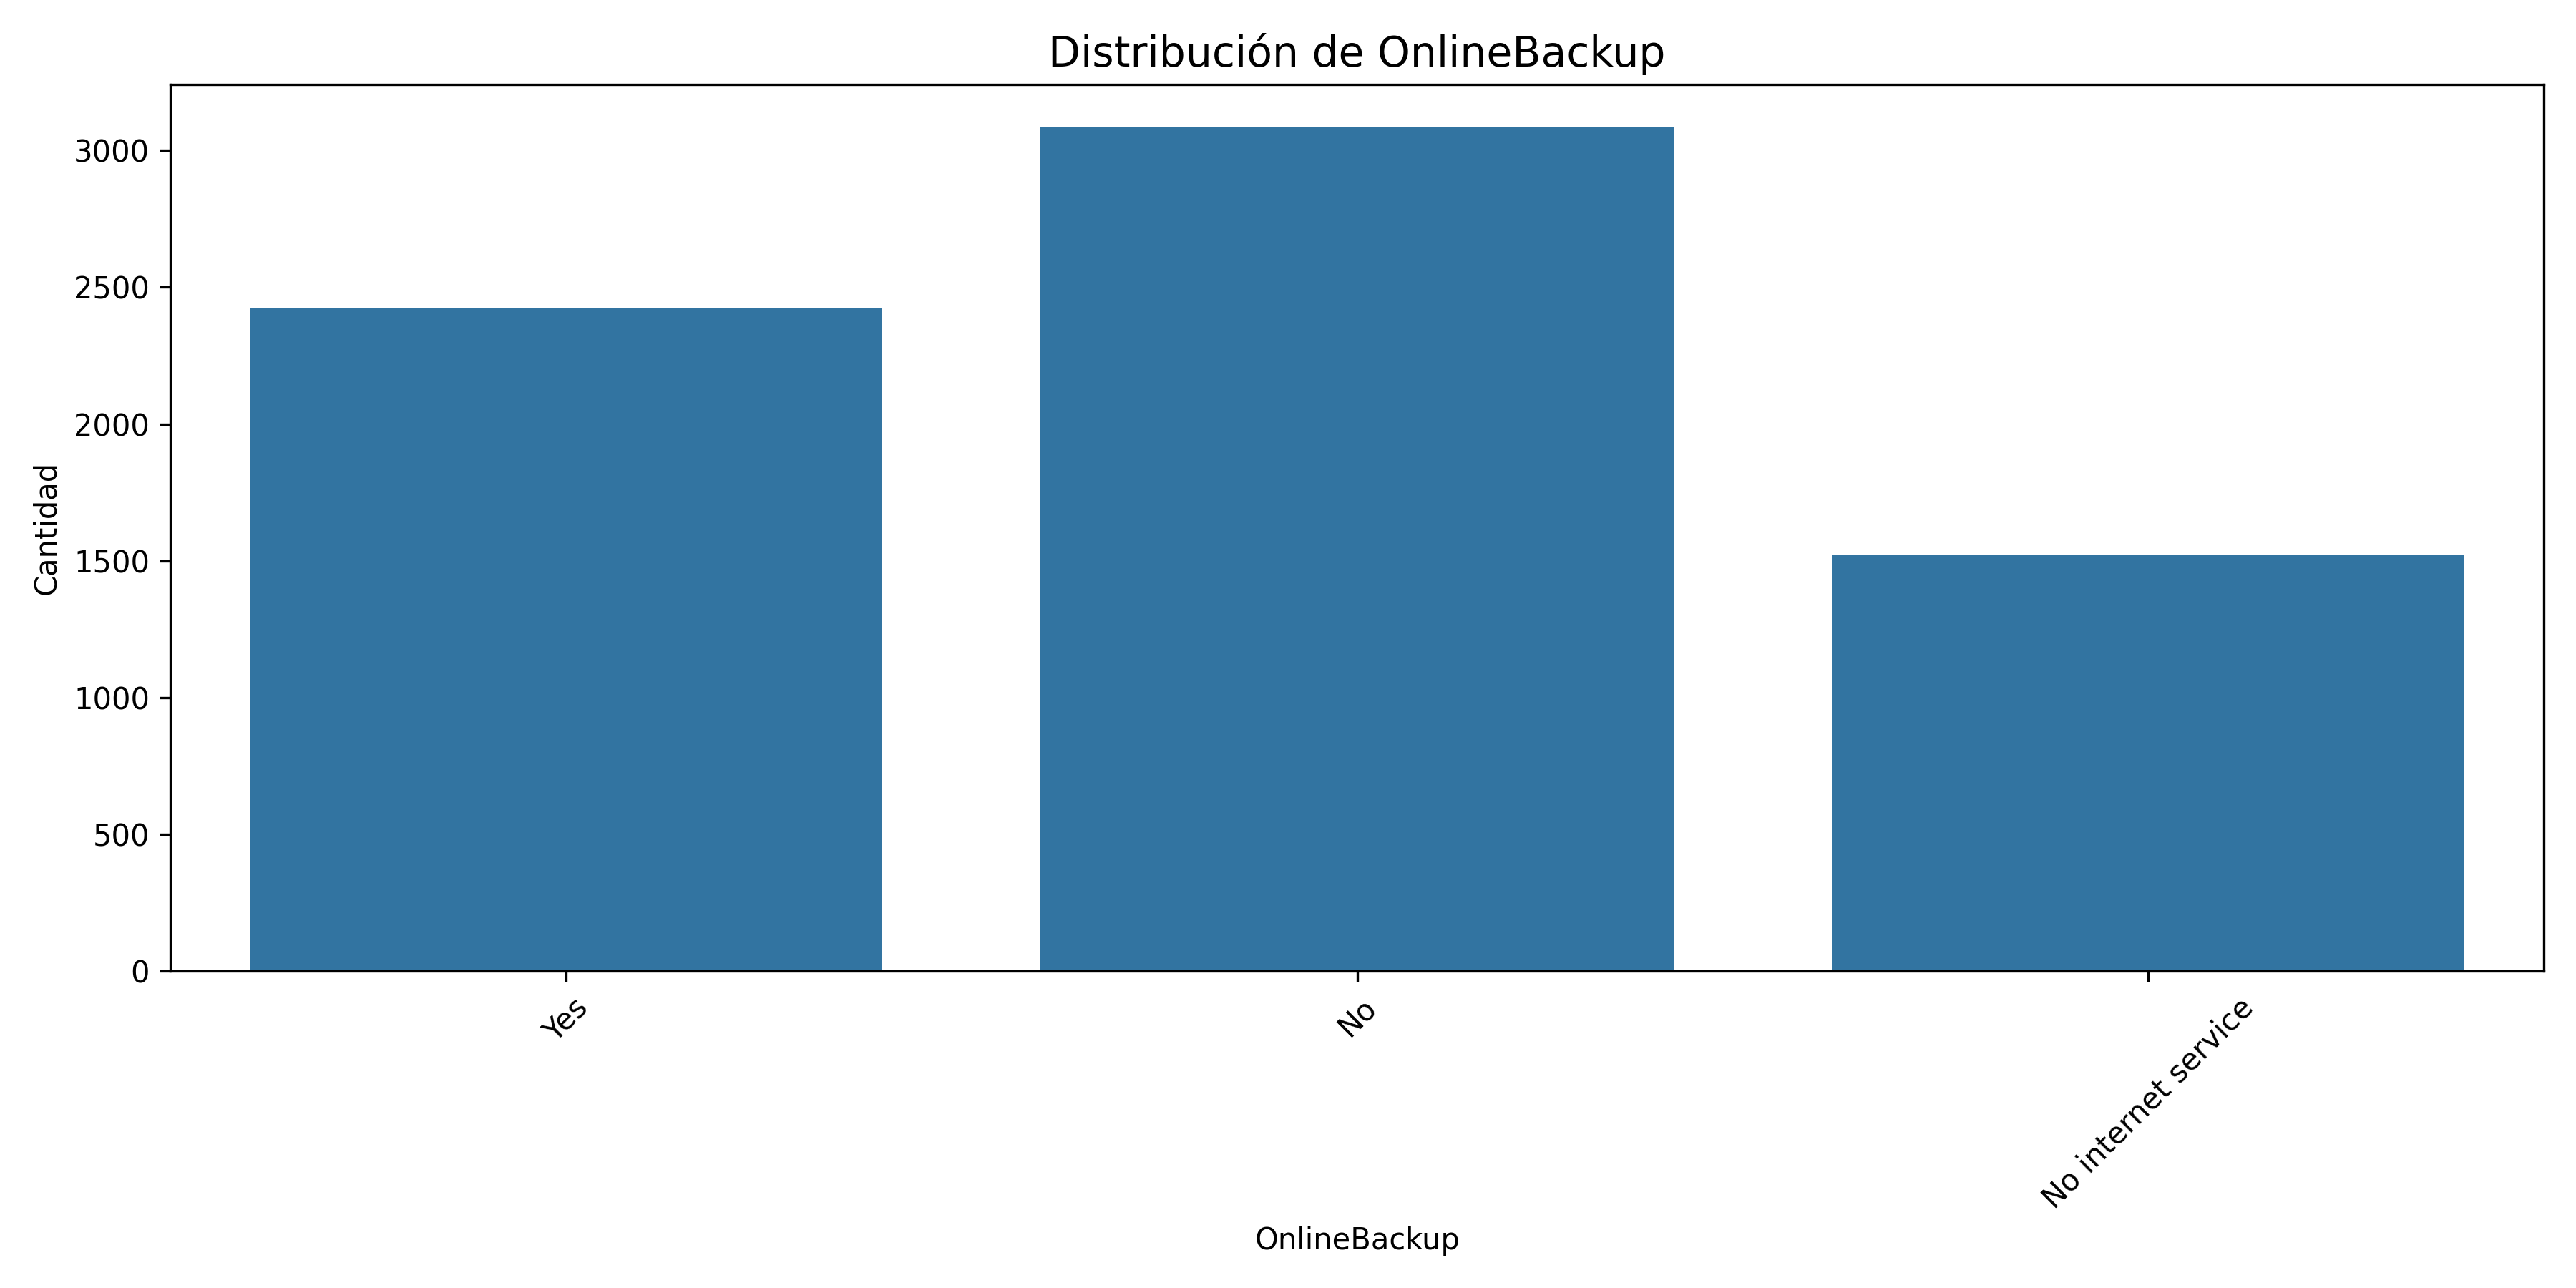 Distribución de OnlineBackup
Cantidad
3000
2500
2000
1500
1000
500
0
Yes
No
No internet service
OnlineBackup